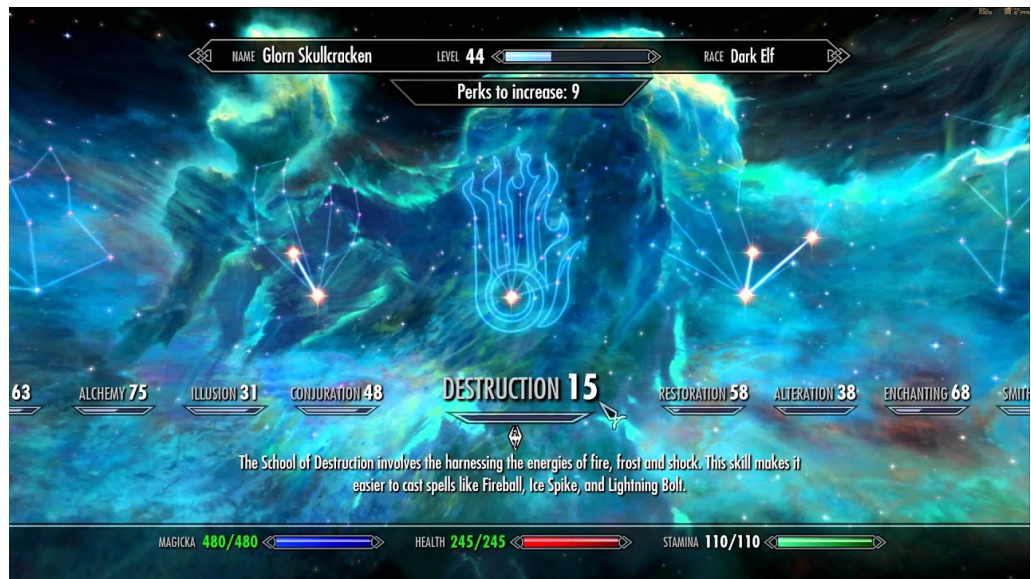 NAME Glorn Skullcracken LEVEL 44 RACE Dark Elf
Perks to increase: 9
63 ALCHEMY 75 ILLUSION 31 CONJURATION 48 DESTRUCTION 15 RESTORATION 58 ALTERATION 38 ENCHANTING 68 SMITH
The School of Destruction involves the harnessing the energies of fire, frost and shock. This skill makes it
easier to cast spells like Fireball, Ice Spike, and Lightning Bolt.
MAGICKA 480/480 HEALTH 245/245 STAMINA 110/110